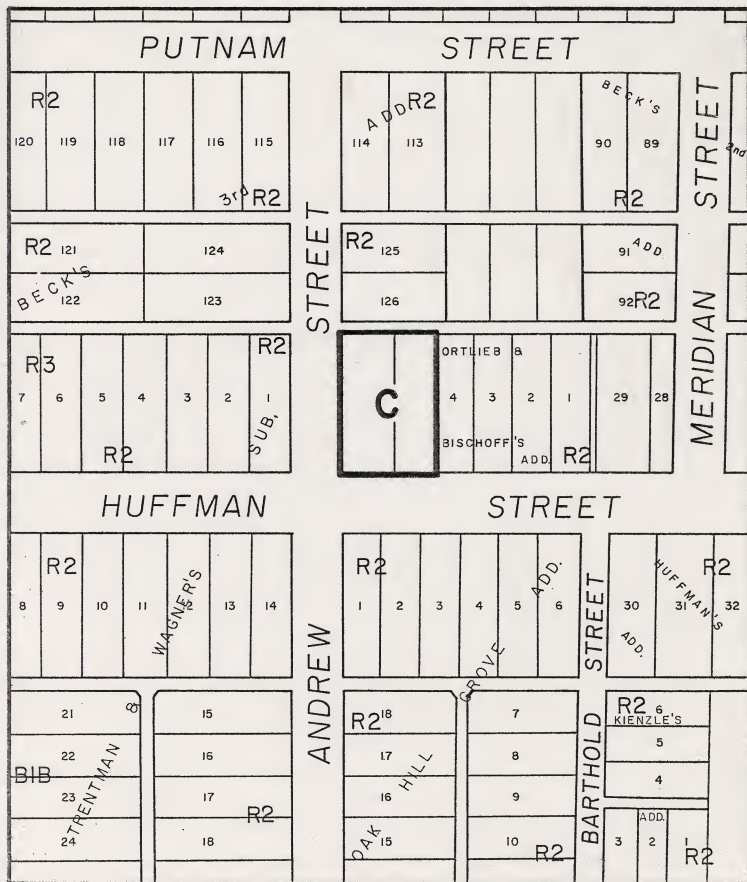 PUTNAM STREET
R2 R2 BECK'S
120 119 118 117 116 115 114 ADD. 113 90 89 2nd
3rd R2 R2
STREET
R2 121 124 R2 125 91 ADD
BECK'S 122 123 126 92 R2
STREET
MERIDIAN
R3 R2 ORTLIEB &
7 6 5 4 3 2 1 C 4 3 2 1 29 28
SUB. BISCHOFF'S
R2 ADD. R2
HUFFMAN STREET
R2 R2 ADD. R2
8 9 10 11 12 13 14 1 2 3 4 5 6 30 31 32
WAGNER'S HUFFMAN'S
ADD.
STREET
ANDREW
GROVE
21 & 15 R2 18 7 R2 6
KIENZLE'S
22 16 17 8 5
BIB HILL
23 17 16 9 4
TRENTMAN R2
BARTHOLD
24 18 OAK 15 10 R2 3 2 1 R2
ADD.